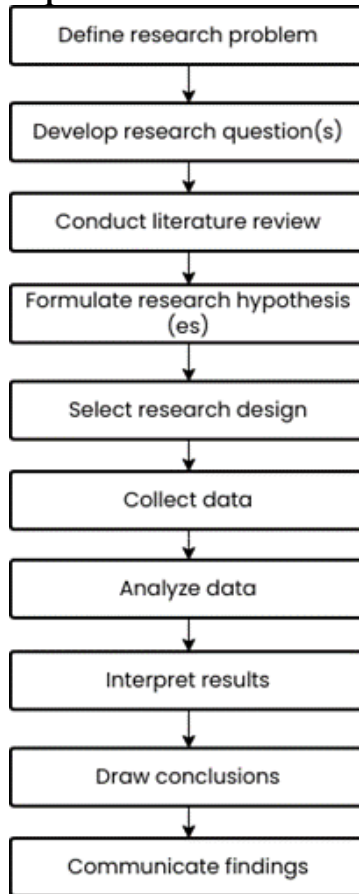 Define research problem
Develop research question(s)
Conduct literature review
Formulate research hypothesis
(es)
Select research design
Collect data
Analyze data
Interpret results
Draw conclusions
Communicate findings